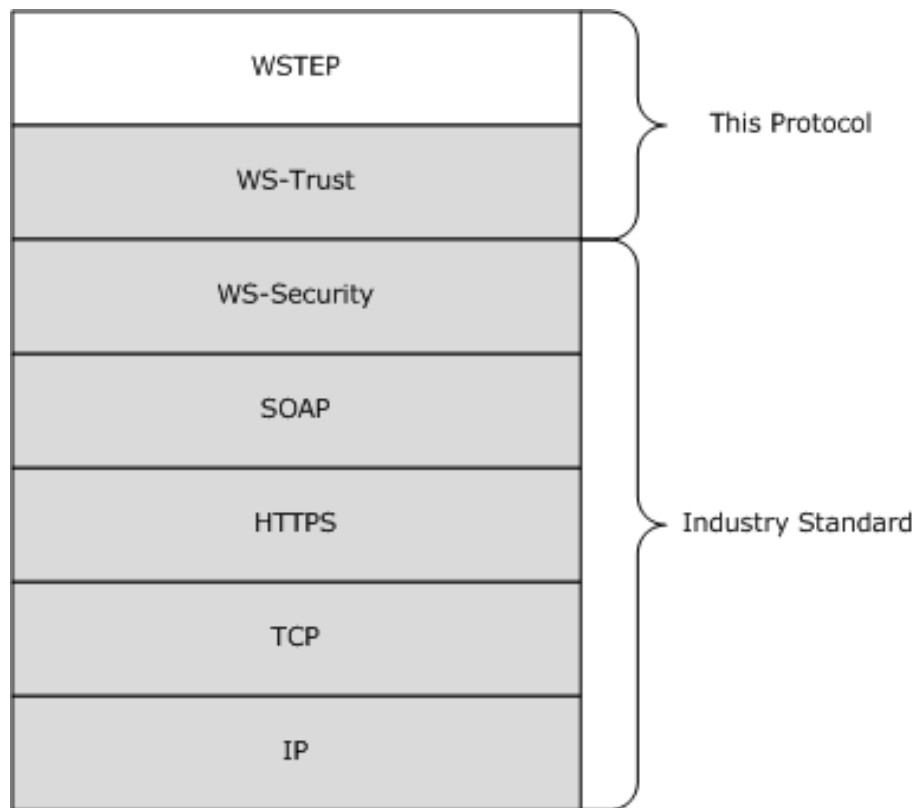 WSTEP
This Protocol
WS-Trust
WS-Security
SOAP
HTTPS
Industry Standard
TCP
IP